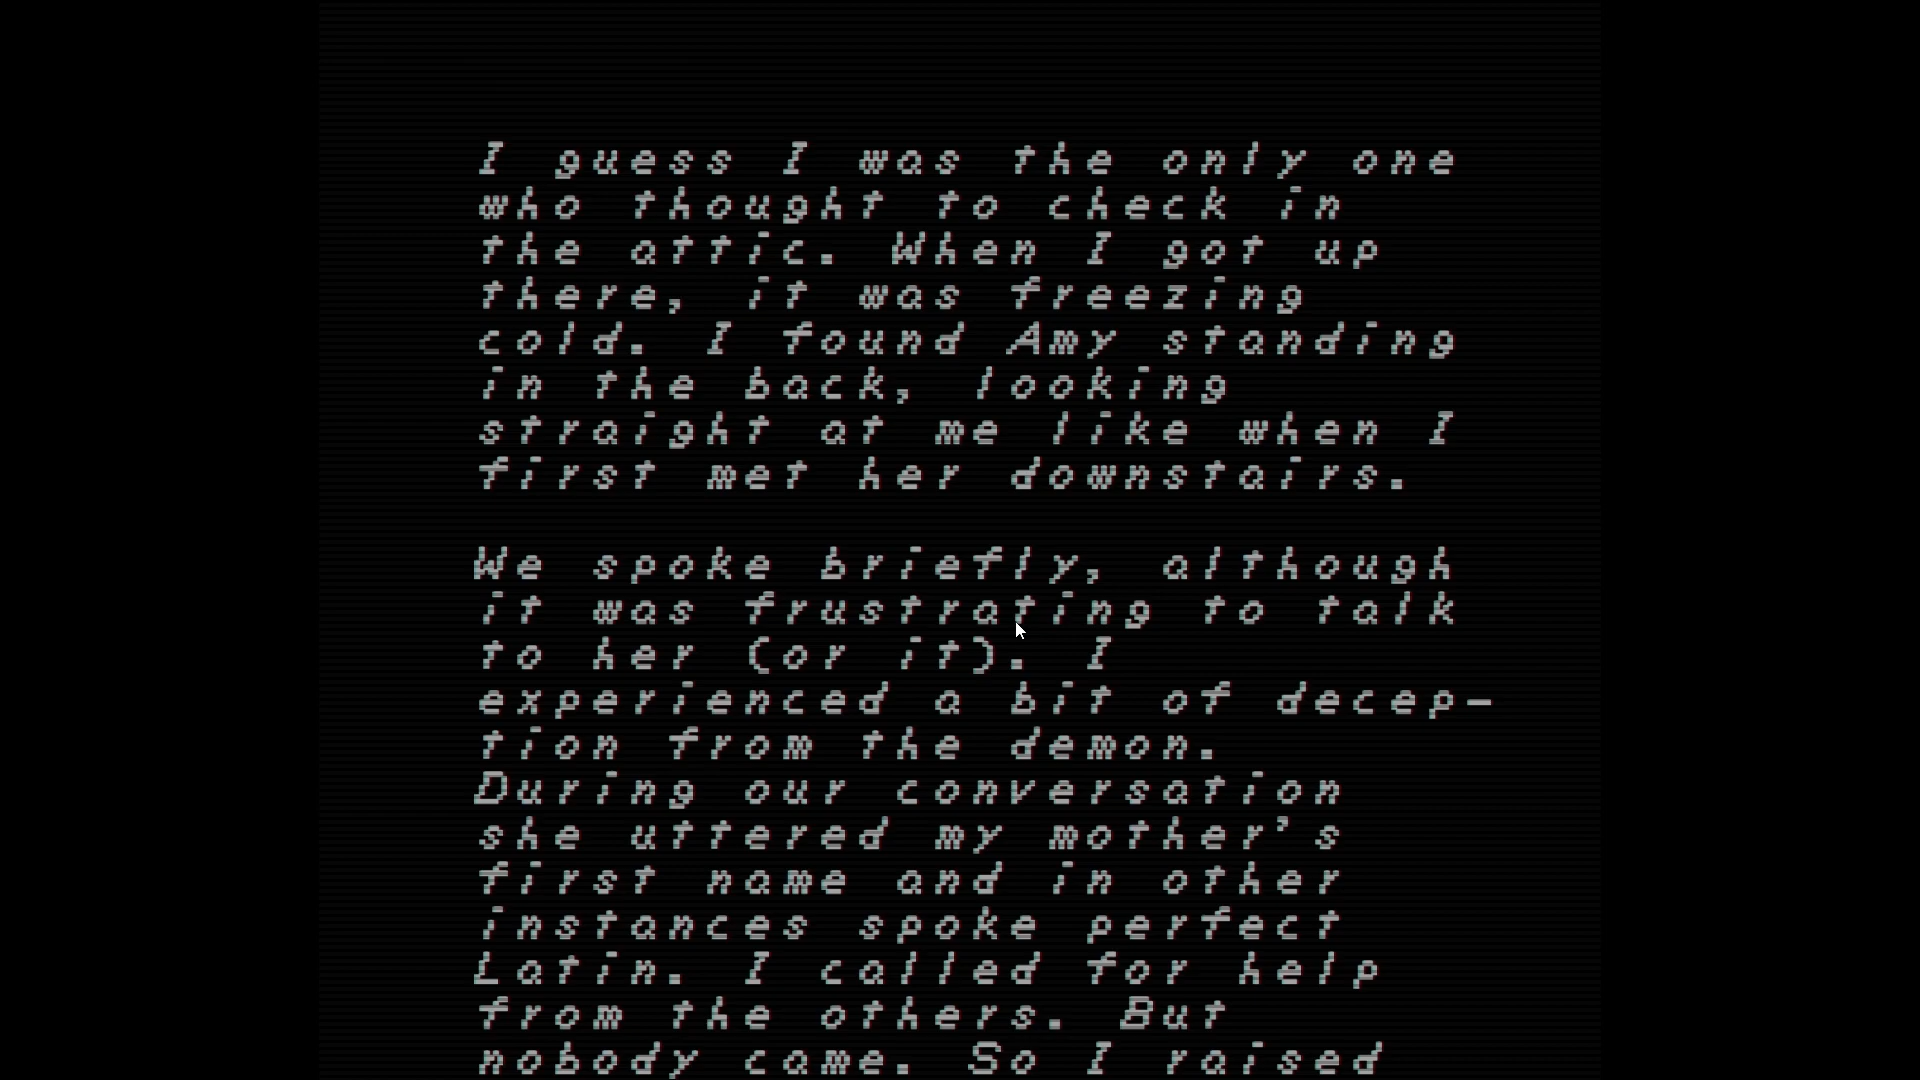 I guess I was the only one
who thought to check in
the attic. When I got up
there, it was freezing
cold. I found Amy standing
in the back, looking
straight at me like when I
first met her downstairs.
We spoke briefly, although
it was frustrating to talk
to her (or it). I
experienced a bit of decep-
tion from the demon.
During our conversation
she uttered my mother's
first name and in other
instances spoke perfect
Latin. I called for help
from the others. But
nobody came. So I raised